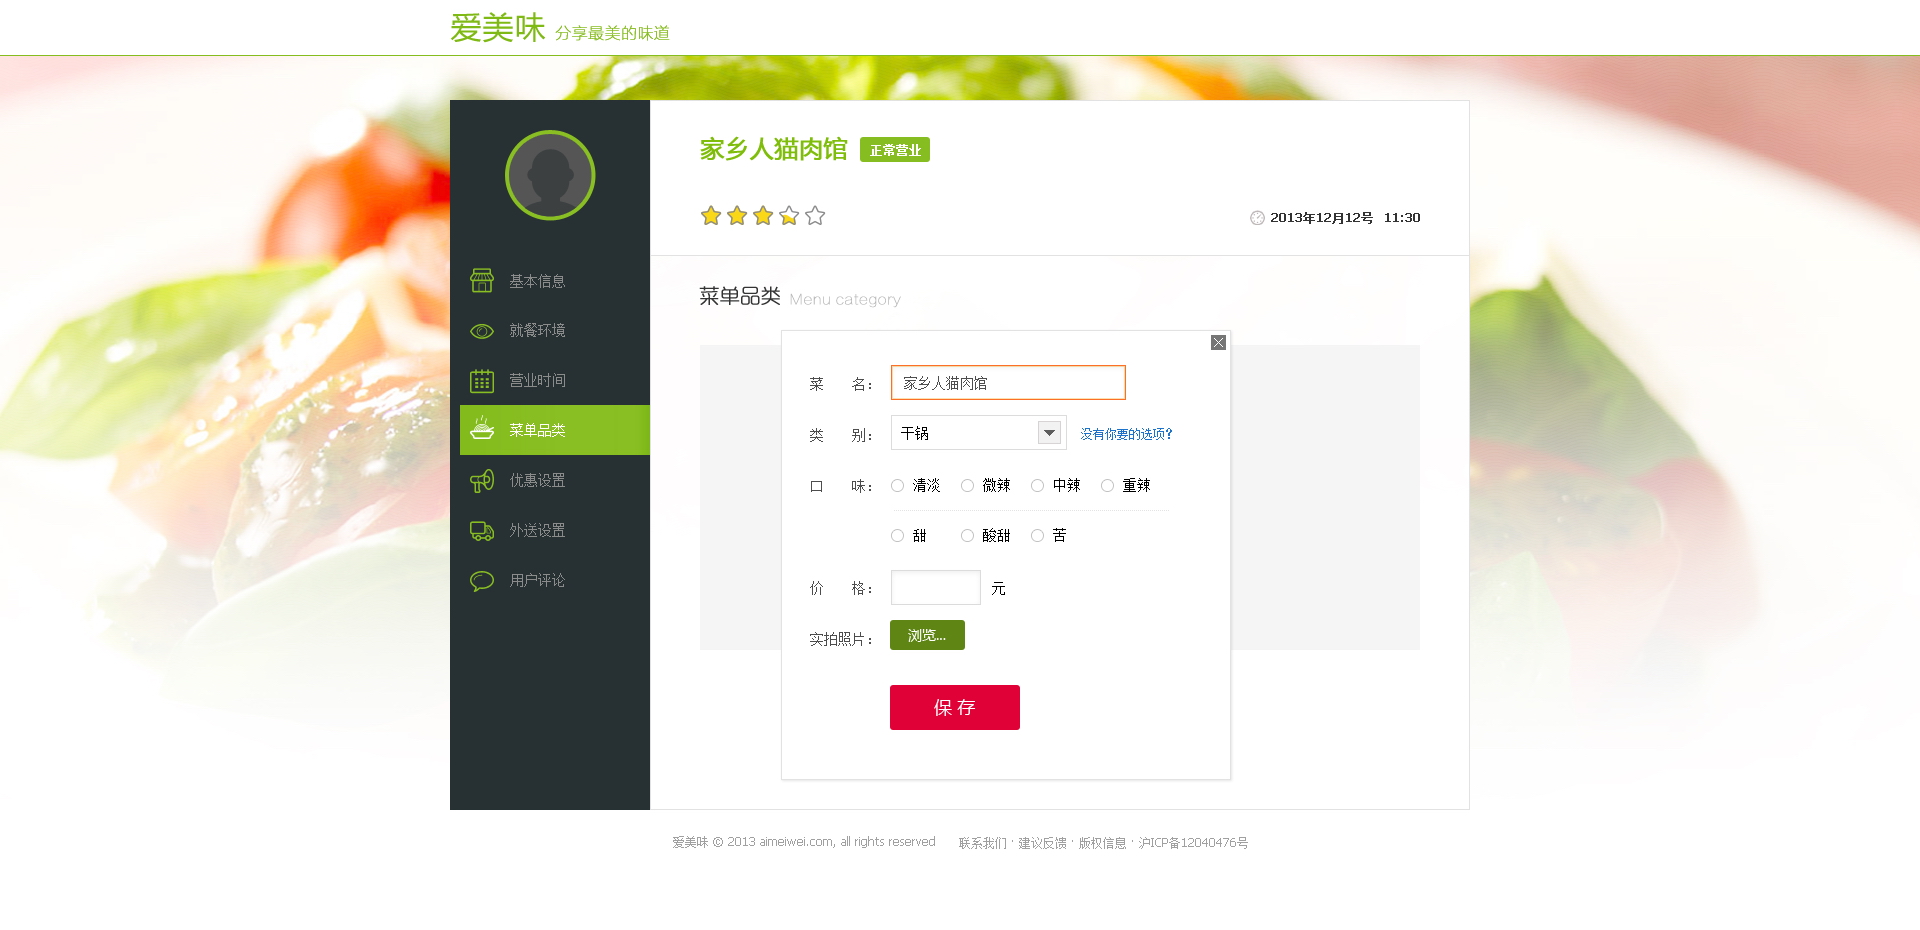 爱美味 分享最美的味道
家乡人猫肉馆 正常营业
2013年12月12号 11:30
基本信息
就餐环境
营业时间
菜单品类
优惠设置
外送设置
用户评论
菜单品类 Menu category
菜 名： 家乡人猫肉馆
类 别： 干锅 没有你要的选项?
口 味： 清淡 微辣 中辣 重辣
甜 酸甜 苦
价 格： 元
实拍照片： 浏览...
保 存
爱美味 © 2013 aimeiwei.com, all rights reserved 联系我们 · 建议反馈 · 版权信息 · 沪ICP备12040476号